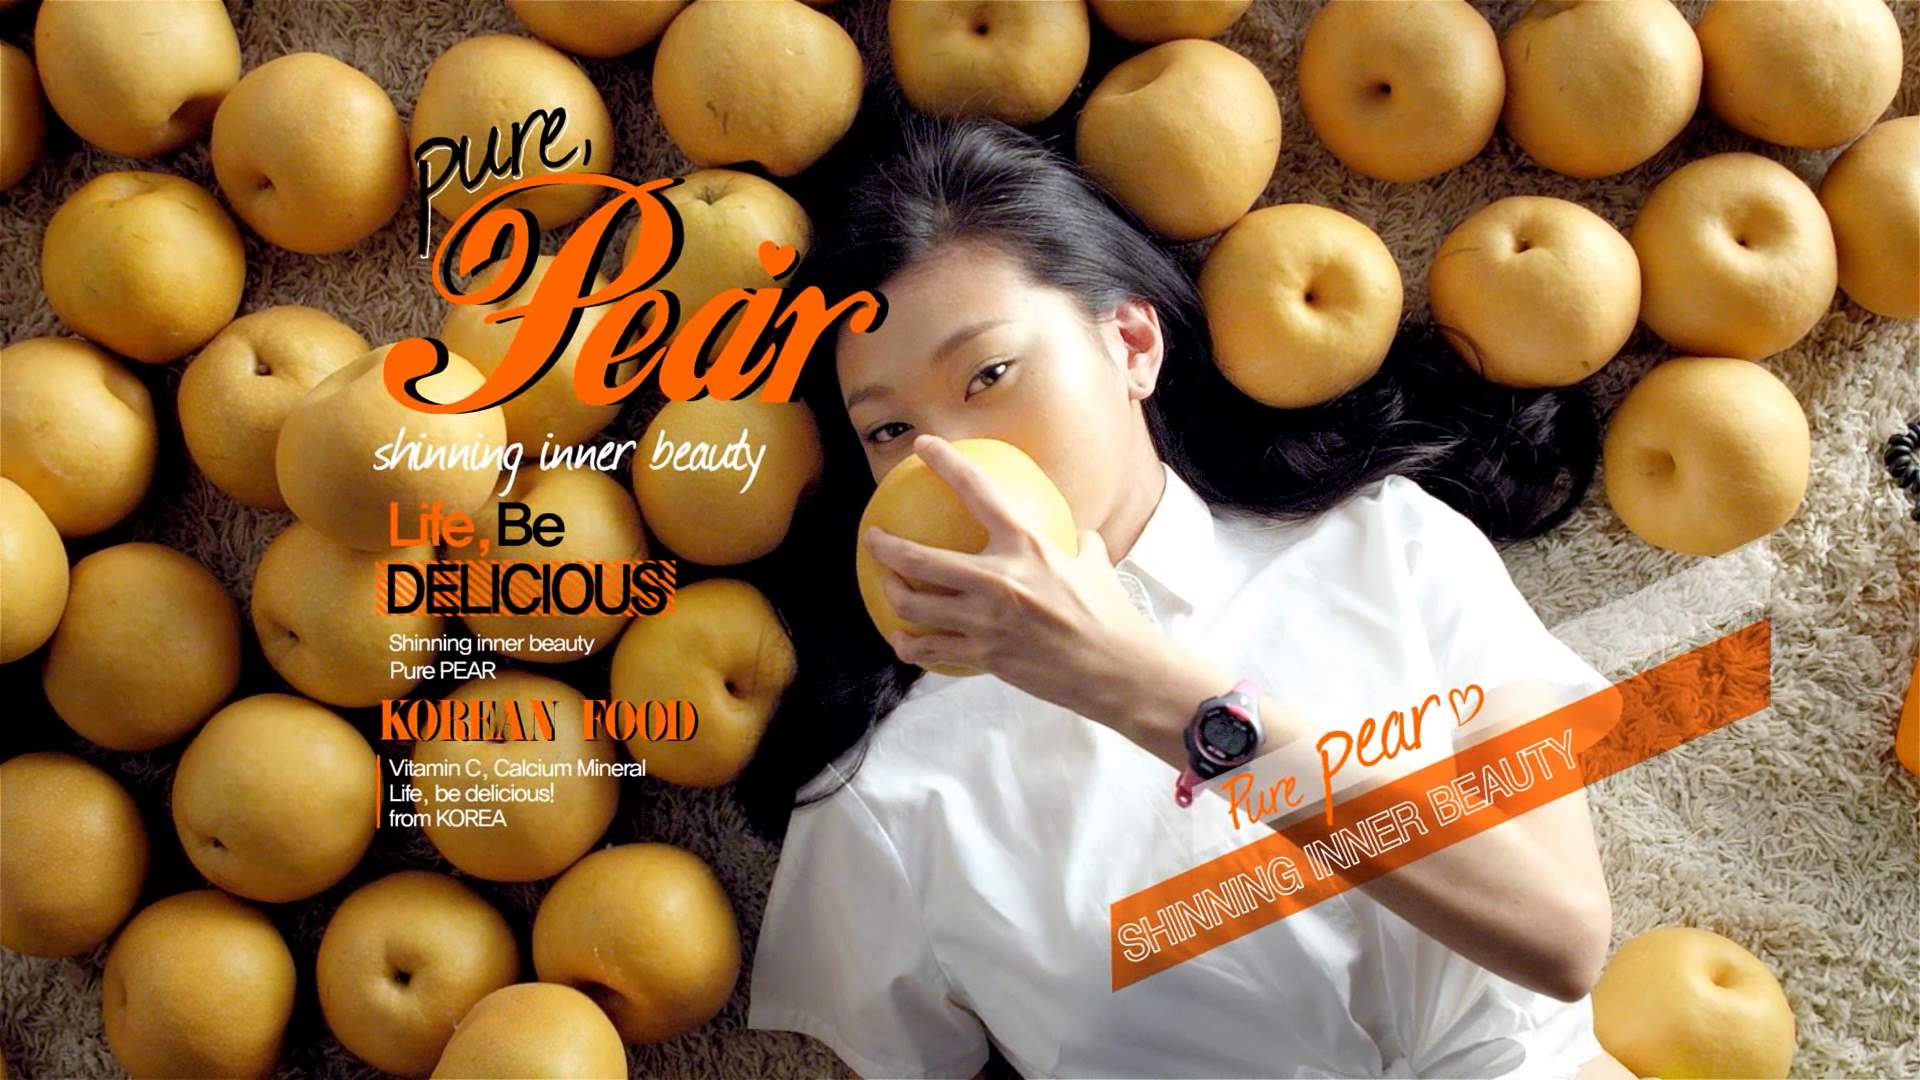 pure,
Pear
shinning inner beauty
Life, Be
DELICIOUS
Shinning inner beauty
Pure PEAR
KOREAN FOOD
Vitamin C, Calcium Mineral
Life, be delicious!
from KOREA
Pure pear
SHINNING INNER BEAUTY